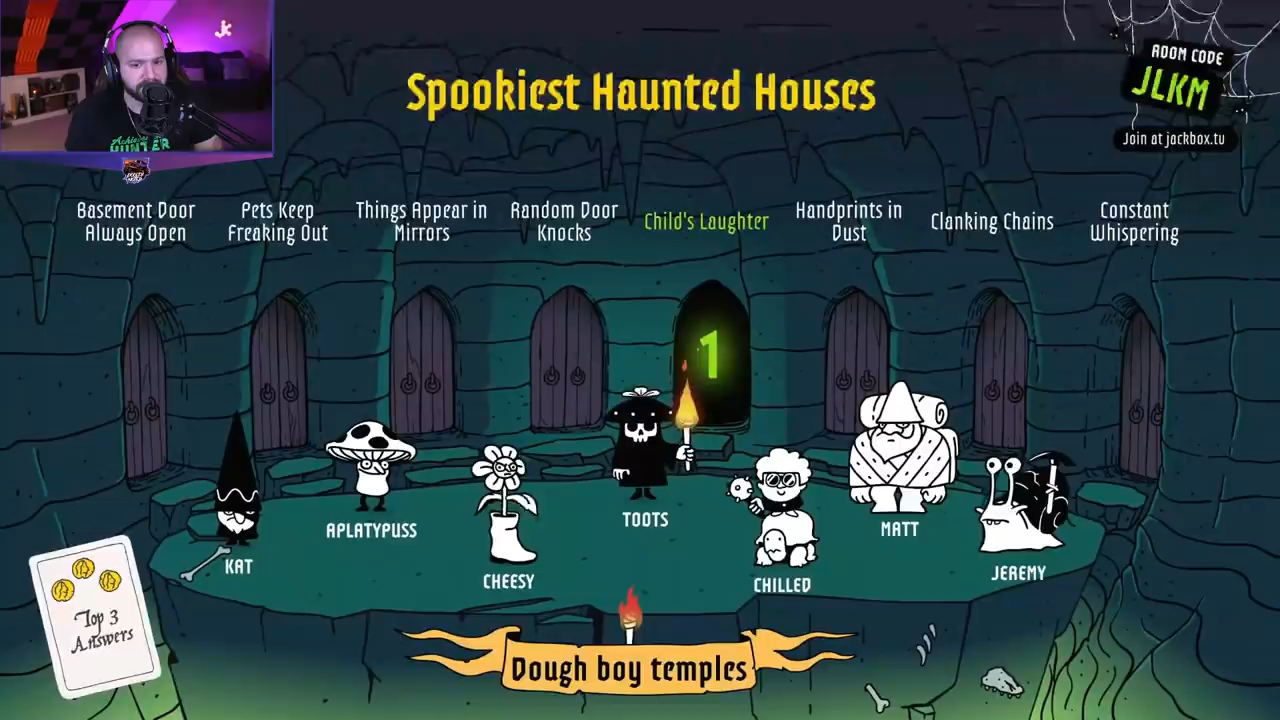 Spookiest Haunted Houses
ROOM CODE
JLKM
Join at jackbox.tv
Achieve
HUNTER
Basement Door
Always Open
Pets Keep
Freaking Out
Things Appear in
Mirrors
Random Door
Knocks
Child's Laughter
Handprints in
Dust
Clanking Chains
Constant
Whispering
1
KAT
APLATYPUSS
CHEESY
TOOTS
CHILLED
MATT
JEREMY
Top 3
Answers
Dough boy temples